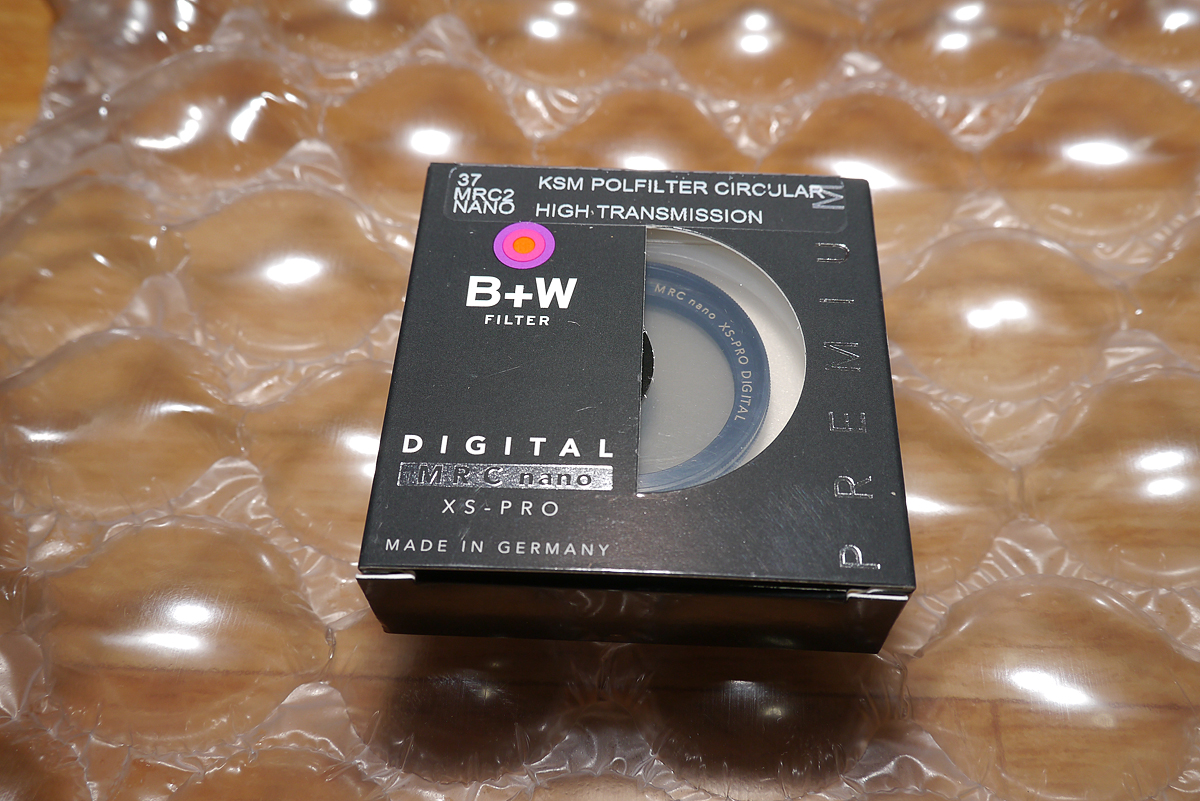 37
MRC2
NANO
KSM POLFILTER CIRCULAR
HIGH TRANSMISSION
B+W
FILTER
DIGITAL
MRC nano
XS-PRO
MADE IN GERMANY
MRC nano XS-PRO DIGITAL
PREMIUM